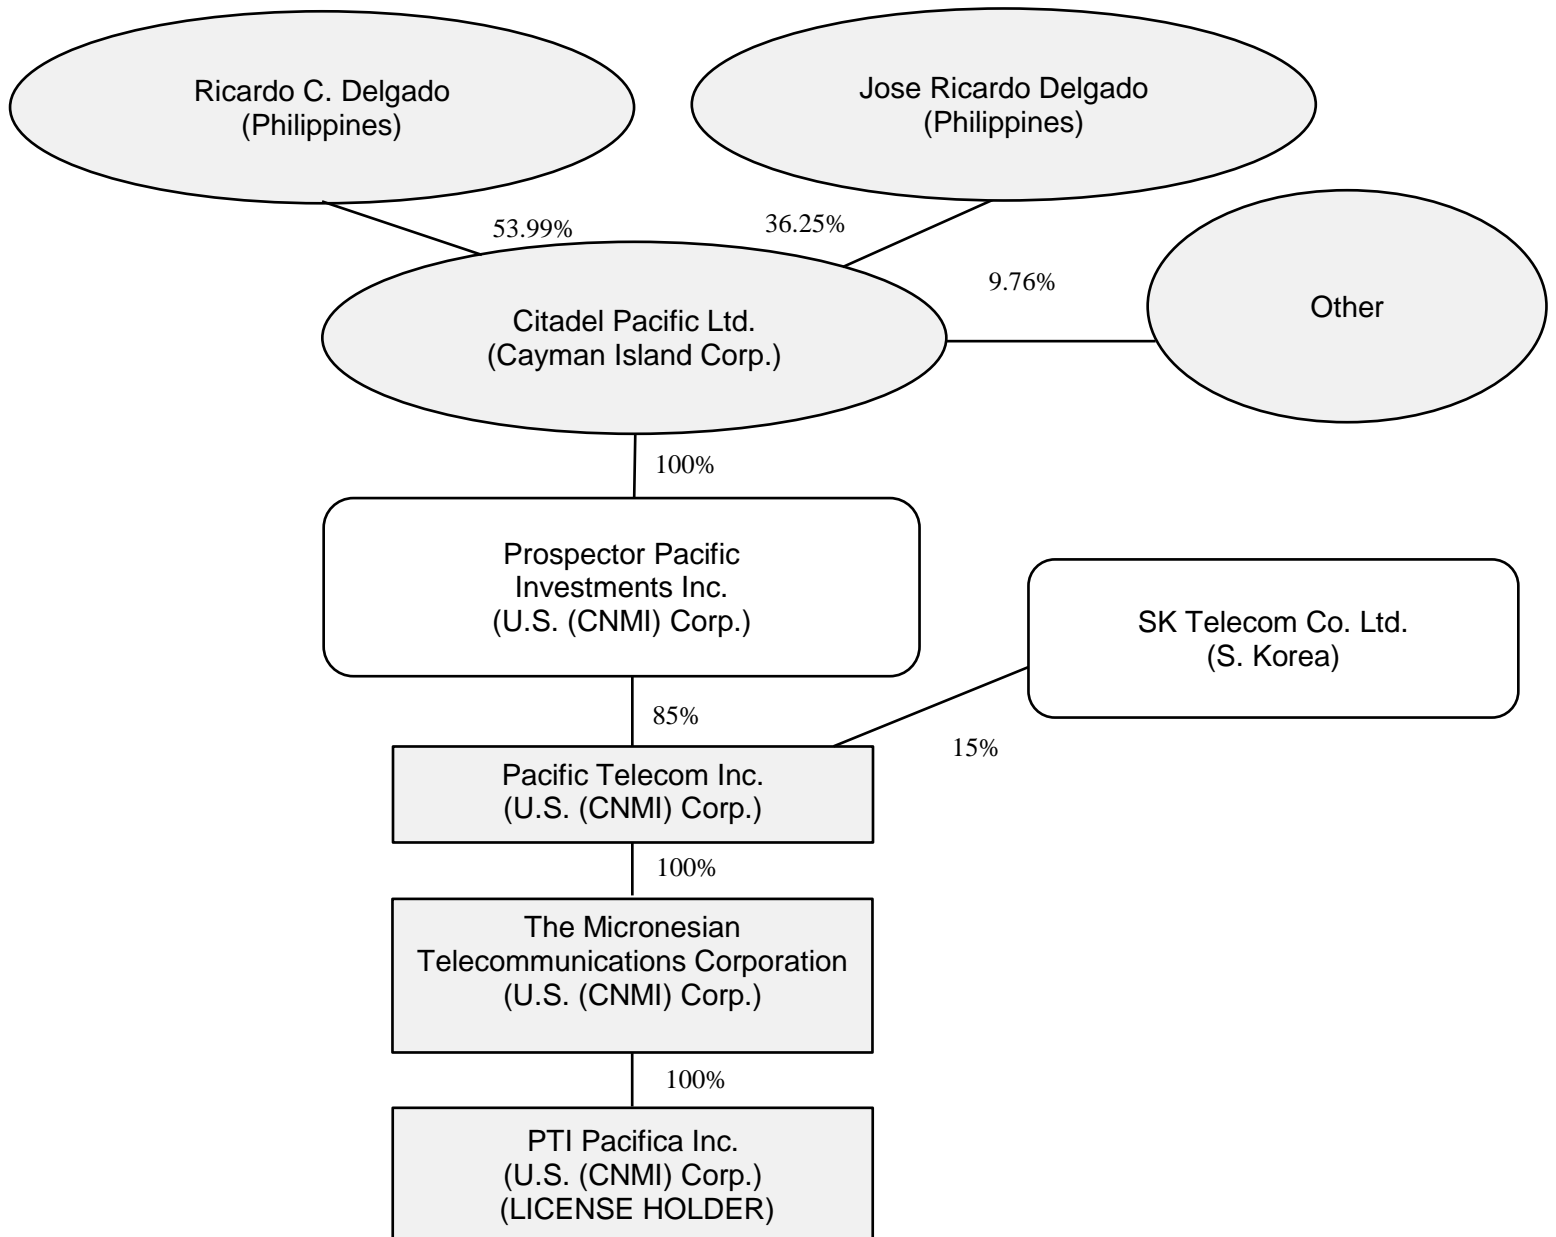 Ricardo C. Delgado
(Philippines)
Jose Ricardo Delgado
(Philippines)
53.99%
36.25%
9.76%
Other
Citadel Pacific Ltd.
(Cayman Island Corp.)
100%
Prospector Pacific
Investments Inc.
(U.S. (CNMI) Corp.)
SK Telecom Co. Ltd.
(S. Korea)
85%
15%
Pacific Telecom Inc.
(U.S. (CNMI) Corp.)
100%
The Micronesian
Telecommunications Corporation
(U.S. (CNMI) Corp.)
100%
PTI Pacifica Inc.
(U.S. (CNMI) Corp.)
(LICENSE HOLDER)